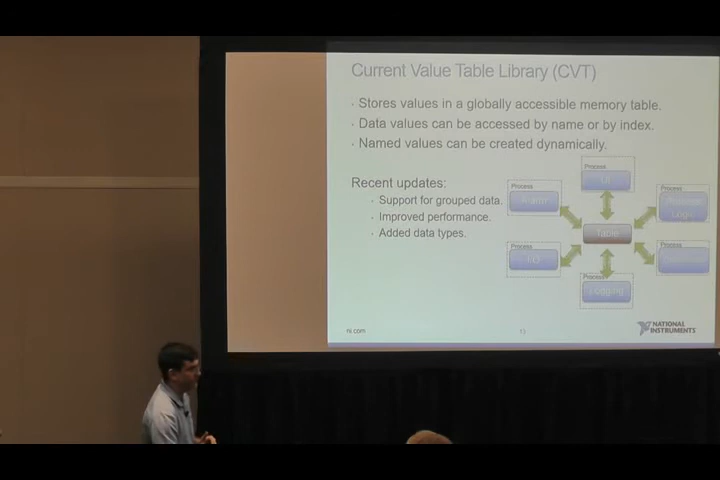 Current Value Table Library (CVT)
· Stores values in a globally accessible memory table.
· Data values can be accessed by name or by index.
· Named values can be created dynamically.
Recent updates:
· Support for grouped data.
· Improved performance.
· Added data types.
Process
UI
Process
Alarm
Process
Logic
Table
Process
I/O
Process
Process
Logging
ni.com
13
NATIONAL
INSTRUMENTS